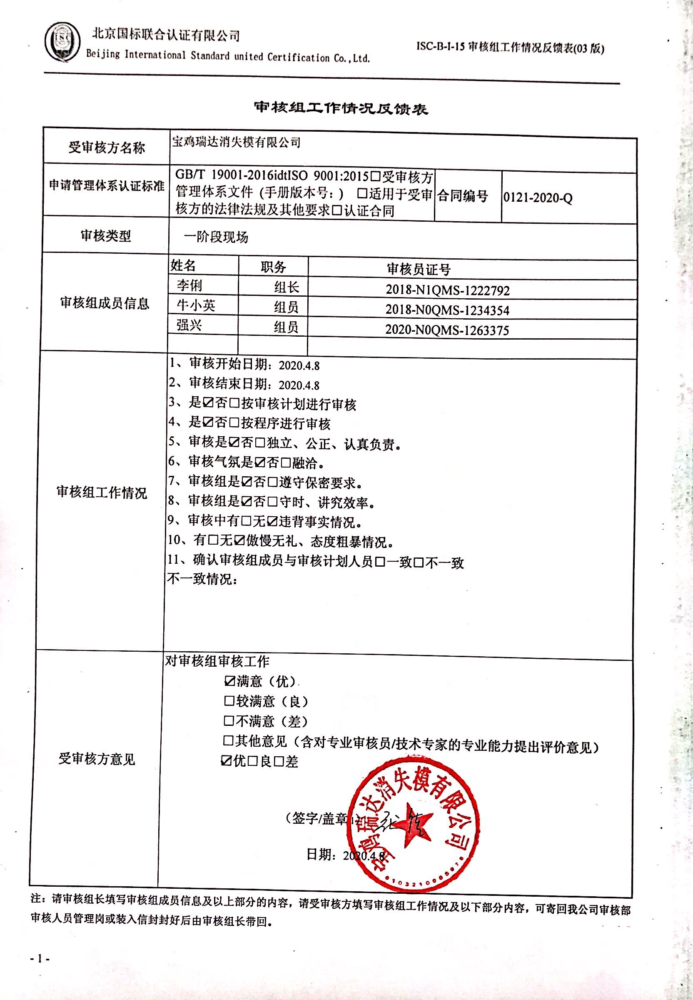 北京国标联合认证有限公司
Beijing International Standard united Certification Co.,Ltd.
ISC-B-I-15 审核组工作情况反馈表(03 版)
审核组工作情况反馈表
受审核方名称
宝鸡瑞达消失模有限公司
申请管理体系认证标准
GB/T 19001-2016idtISO 9001:2015□受审核方
管理体系文件 (手册版本号：) □适用于受审
核方的法律法规及其他要求□认证合同
合同编号
0121-2020-Q
审核类型
一阶段现场
审核组成员信息
姓名 职务 审核员证号
李俐 组长 2018-N1QMS-1222792
牛小英 组员 2018-N0QMS-1234354
强兴 组员 2020-N0QMS-1263375
审核组工作情况
1、审核开始日期：2020.4.8
2、审核结束日期：2020.4.8
3、是☑否□按审核计划进行审核
4、是☑否□按程序进行审核
5、审核是☑否□独立、公正、认真负责。
6、审核气氛是☑否□融洽。
7、审核组是☑否□遵守保密要求。
8、审核组是☑否□守时、讲究效率。
9、审核中有□无☑违背事实情况。
10、有□无☑傲慢无礼、态度粗暴情况。
11、确认审核组成员与审核计划人员□一致□不一致
不一致情况：
受审核方意见
对审核组审核工作
☑满意（优）
□较满意（良）
□不满意（差）
□其他意见（含对专业审核员/技术专家的专业能力提出评价意见）
☑优□良□差
（签字/盖章）
宝鸡瑞达消失模有限公司
日期：2020.4.8
注：请审核组长填写审核组成员信息及以上部分的内容，请受审核方填写审核组工作情况及以下部分内容，可寄回我公司审核部
审核人员管理岗或装入信封封好后由审核组长带回。
- 1 -